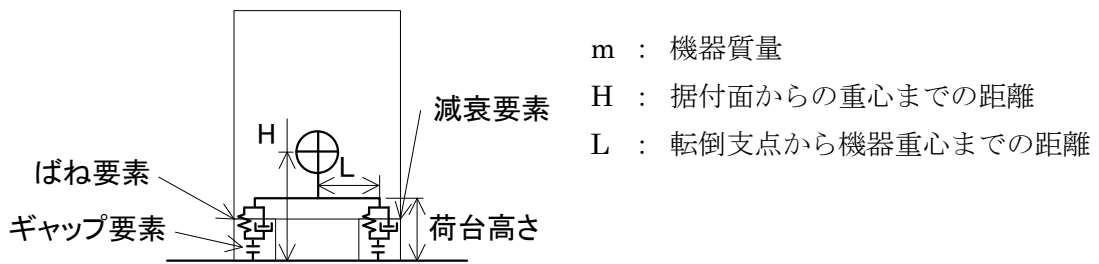 m : 機器質量
H : 据付面からの重心までの距離
L : 転倒支点から機器重心までの距離
減衰要素
H
L
ばね要素
ギャップ要素
荷台高さ